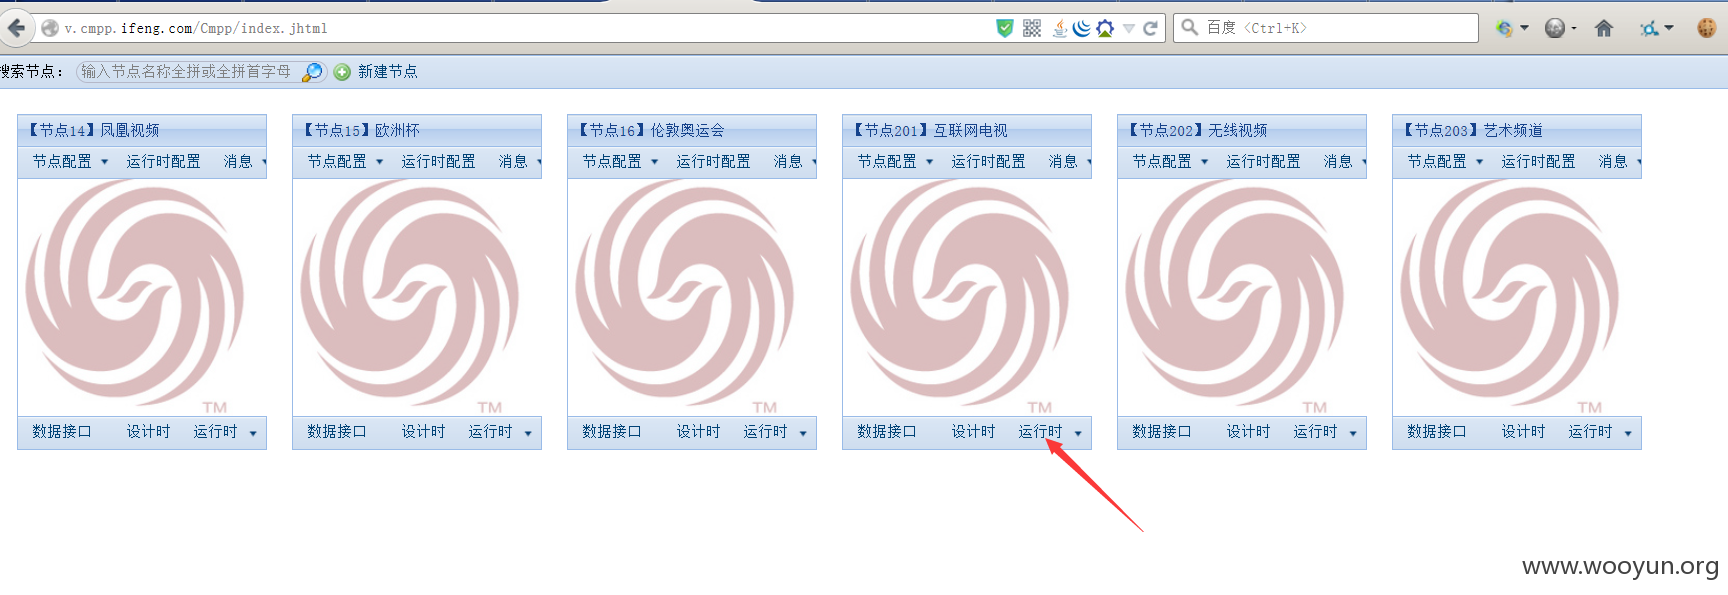 v.cmpp.ifeng.com/Cmpp/index.jhtml
百度 <Ctrl+K>
搜索节点： 输入节点名称全拼或全拼首字母 新建节点
【节点14】凤凰视频 【节点15】欧洲杯 【节点16】伦敦奥运会 【节点201】互联网电视 【节点202】无线视频 【节点203】艺术频道
节点配置 运行时配置 消息 节点配置 运行时配置 消息 节点配置 运行时配置 消息 节点配置 运行时配置 消息 节点配置 运行时配置 消息 节点配置 运行时配置 消息
TM TM TM TM TM TM
数据接口 设计时 运行时 数据接口 设计时 运行时 数据接口 设计时 运行时 数据接口 设计时 运行时 数据接口 设计时 运行时 数据接口 设计时 运行时
www.wooyun.org